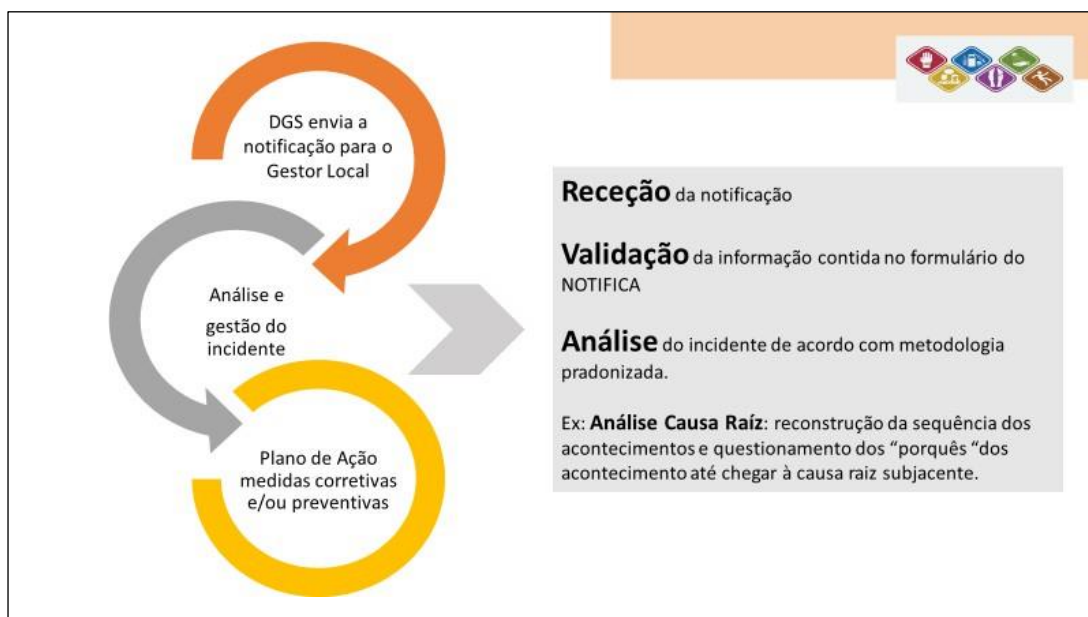 DGS envia a
notificação para o
Gestor Local
Análise e
gestão do
incidente
Plano de Ação
medidas corretivas
e/ou preventivas
Receção da notificação
Validação da informação contida no formulário do
NOTIFICA
Análise do incidente de acordo com metodologia
pradonizada.
Ex: Análise Causa Raíz: reconstrução da sequência dos
acontecimentos e questionamento dos “porquês “dos
acontecimento até chegar à causa raiz subjacente.